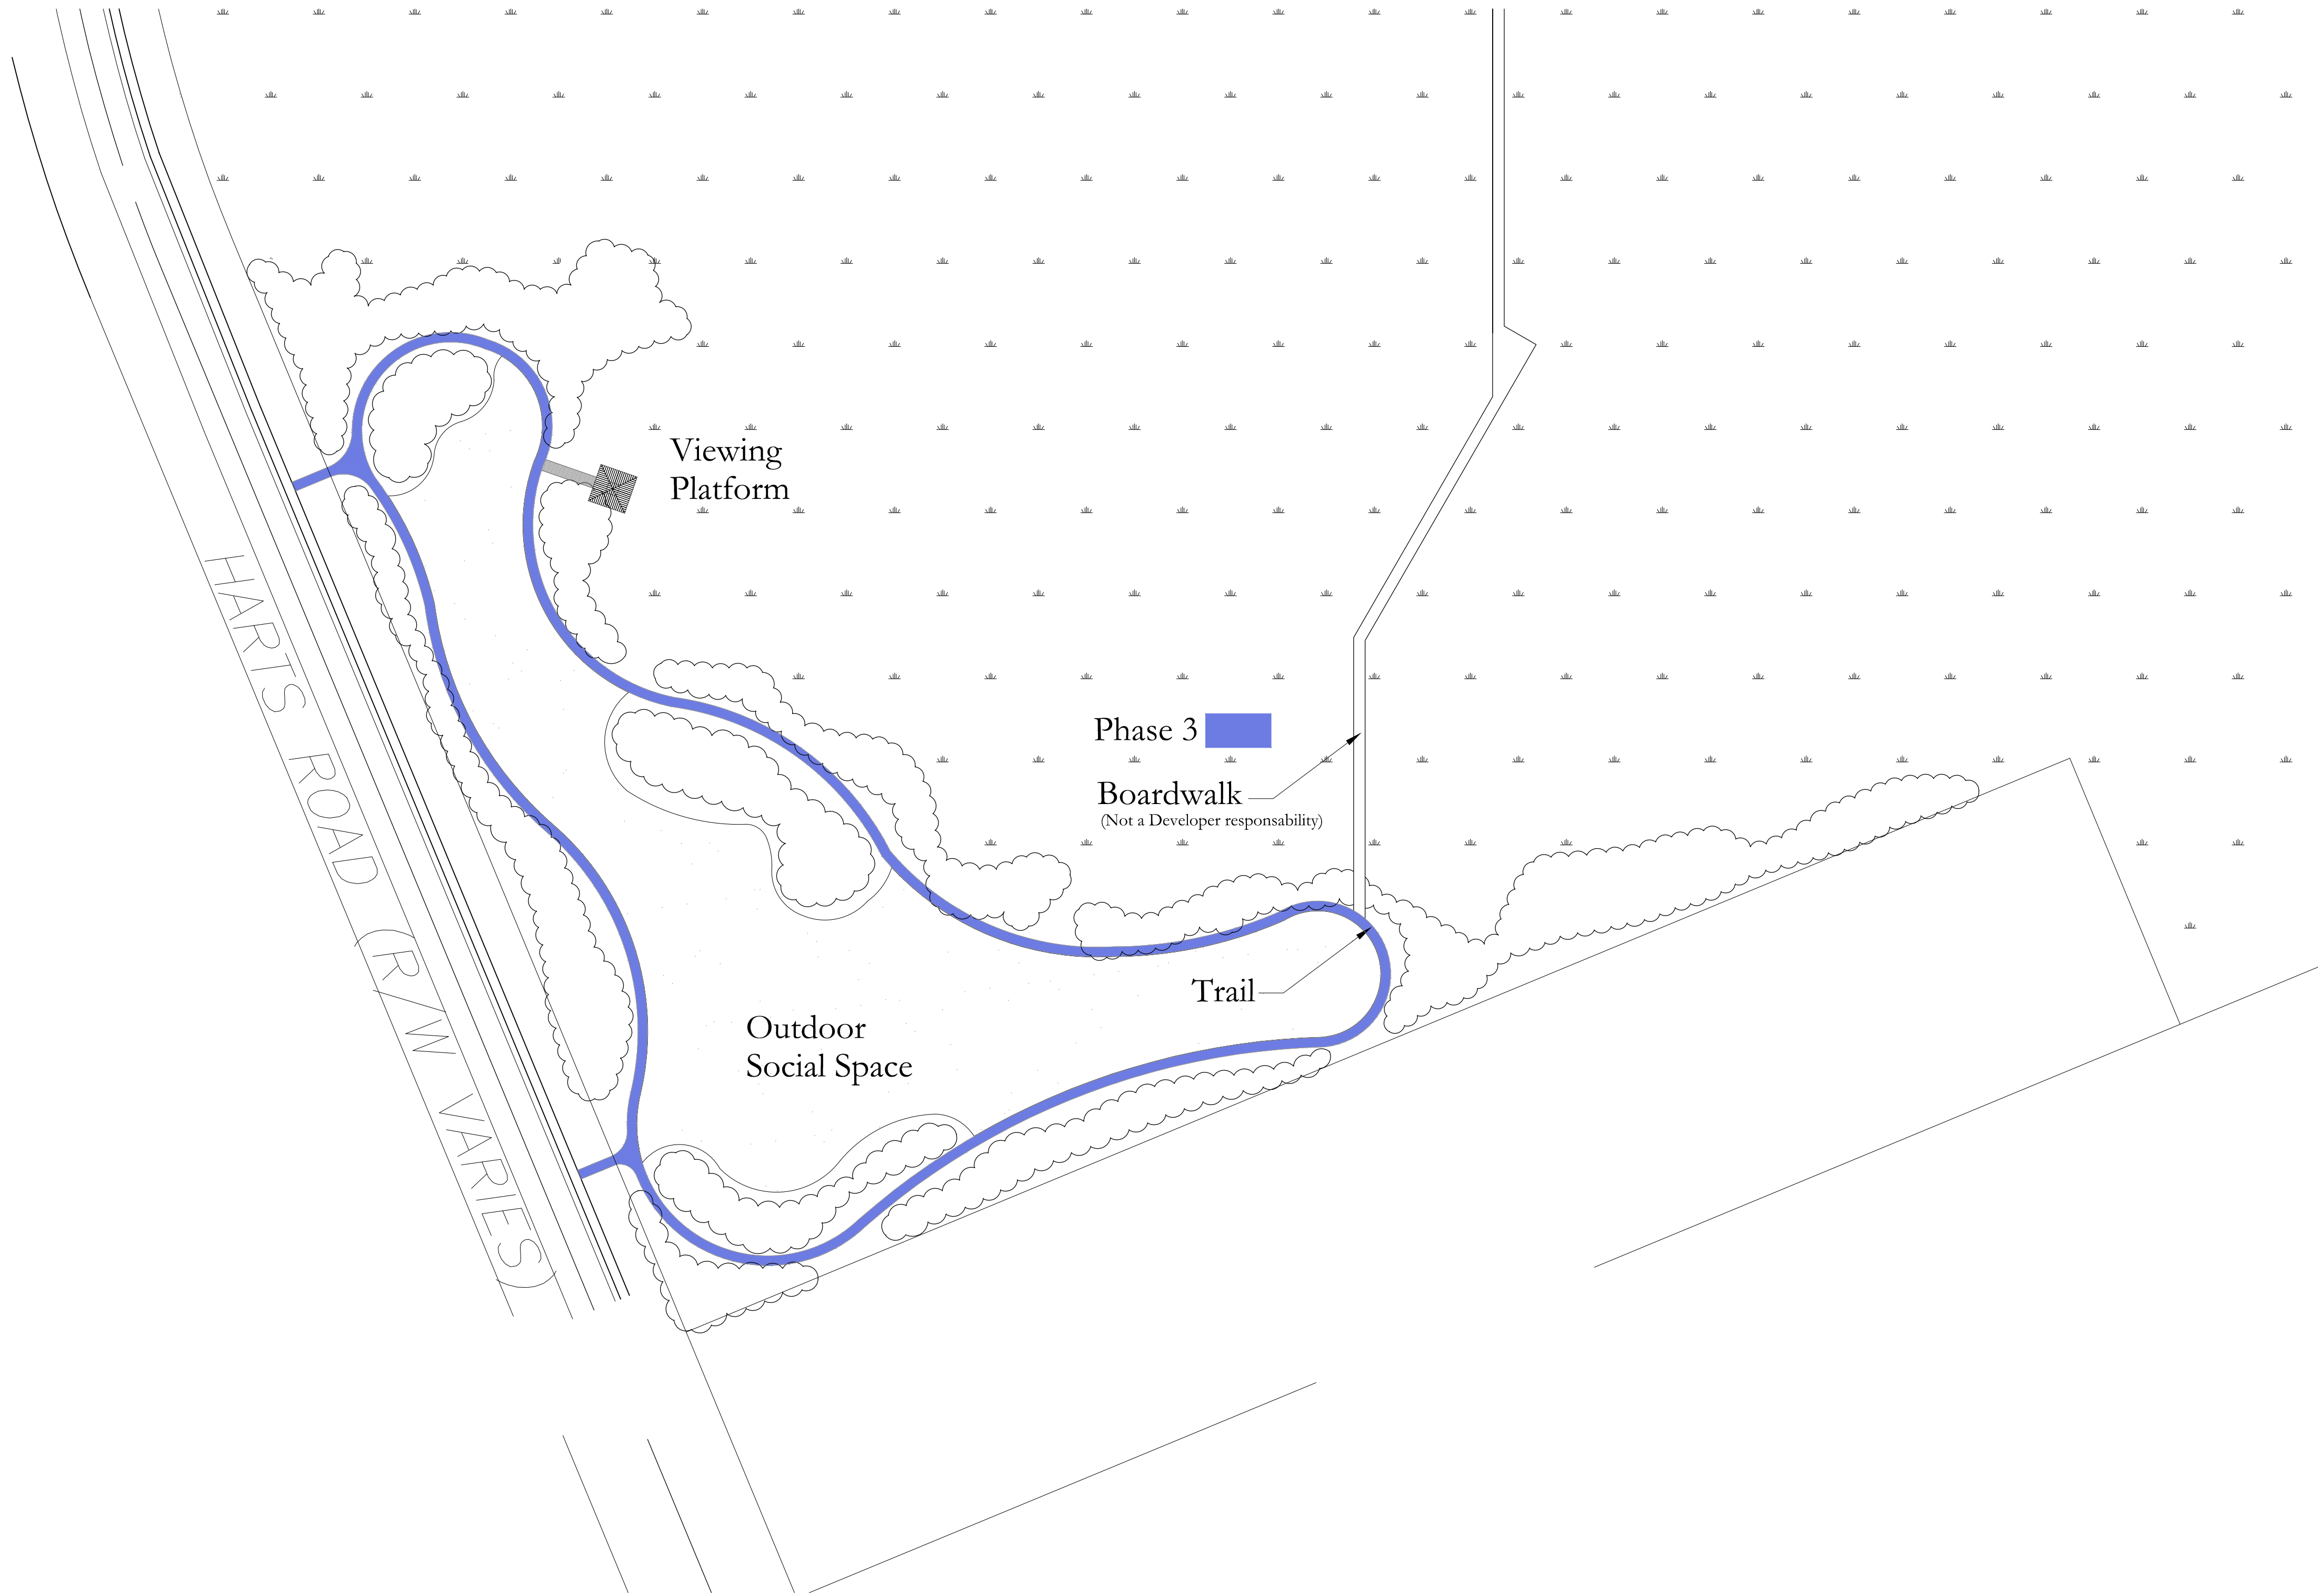 Viewing
Platform
HARTS ROAD (R/W VARIES)
Phase 3
Boardwalk
(Not a Developer responsability)
Trail
Outdoor
Social Space